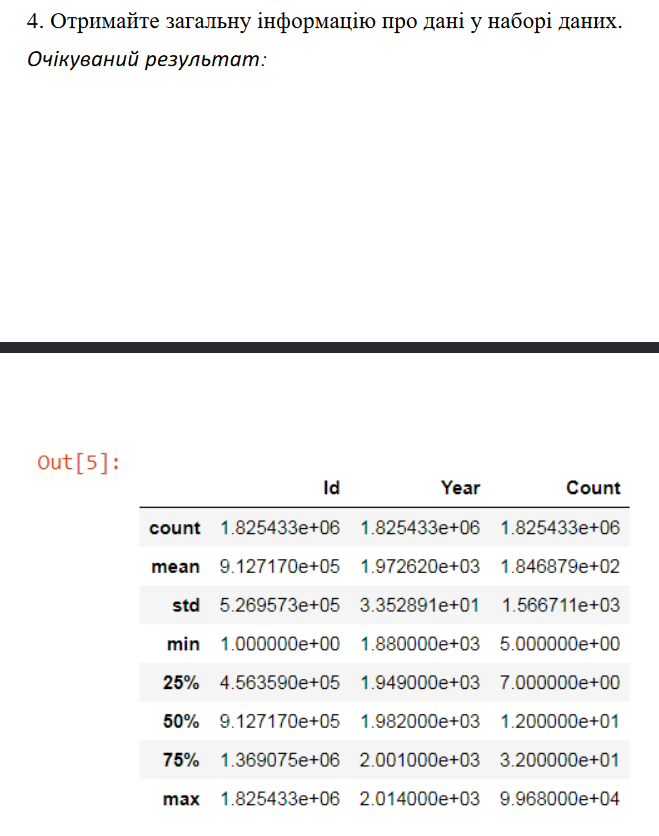 4. Отримайте загальну інформацію про дані у наборі даних.
Очікуваний результат:
Out[5]:
Id Year Count
count 1.825433e+06 1.825433e+06 1.825433e+06
mean 9.127170e+05 1.972620e+03 1.846879e+02
std 5.269573e+05 3.352891e+01 1.566711e+03
min 1.000000e+00 1.880000e+03 5.000000e+00
25% 4.563590e+05 1.949000e+03 7.000000e+00
50% 9.127170e+05 1.982000e+03 1.200000e+01
75% 1.369075e+06 2.001000e+03 3.200000e+01
max 1.825433e+06 2.014000e+03 9.968000e+04